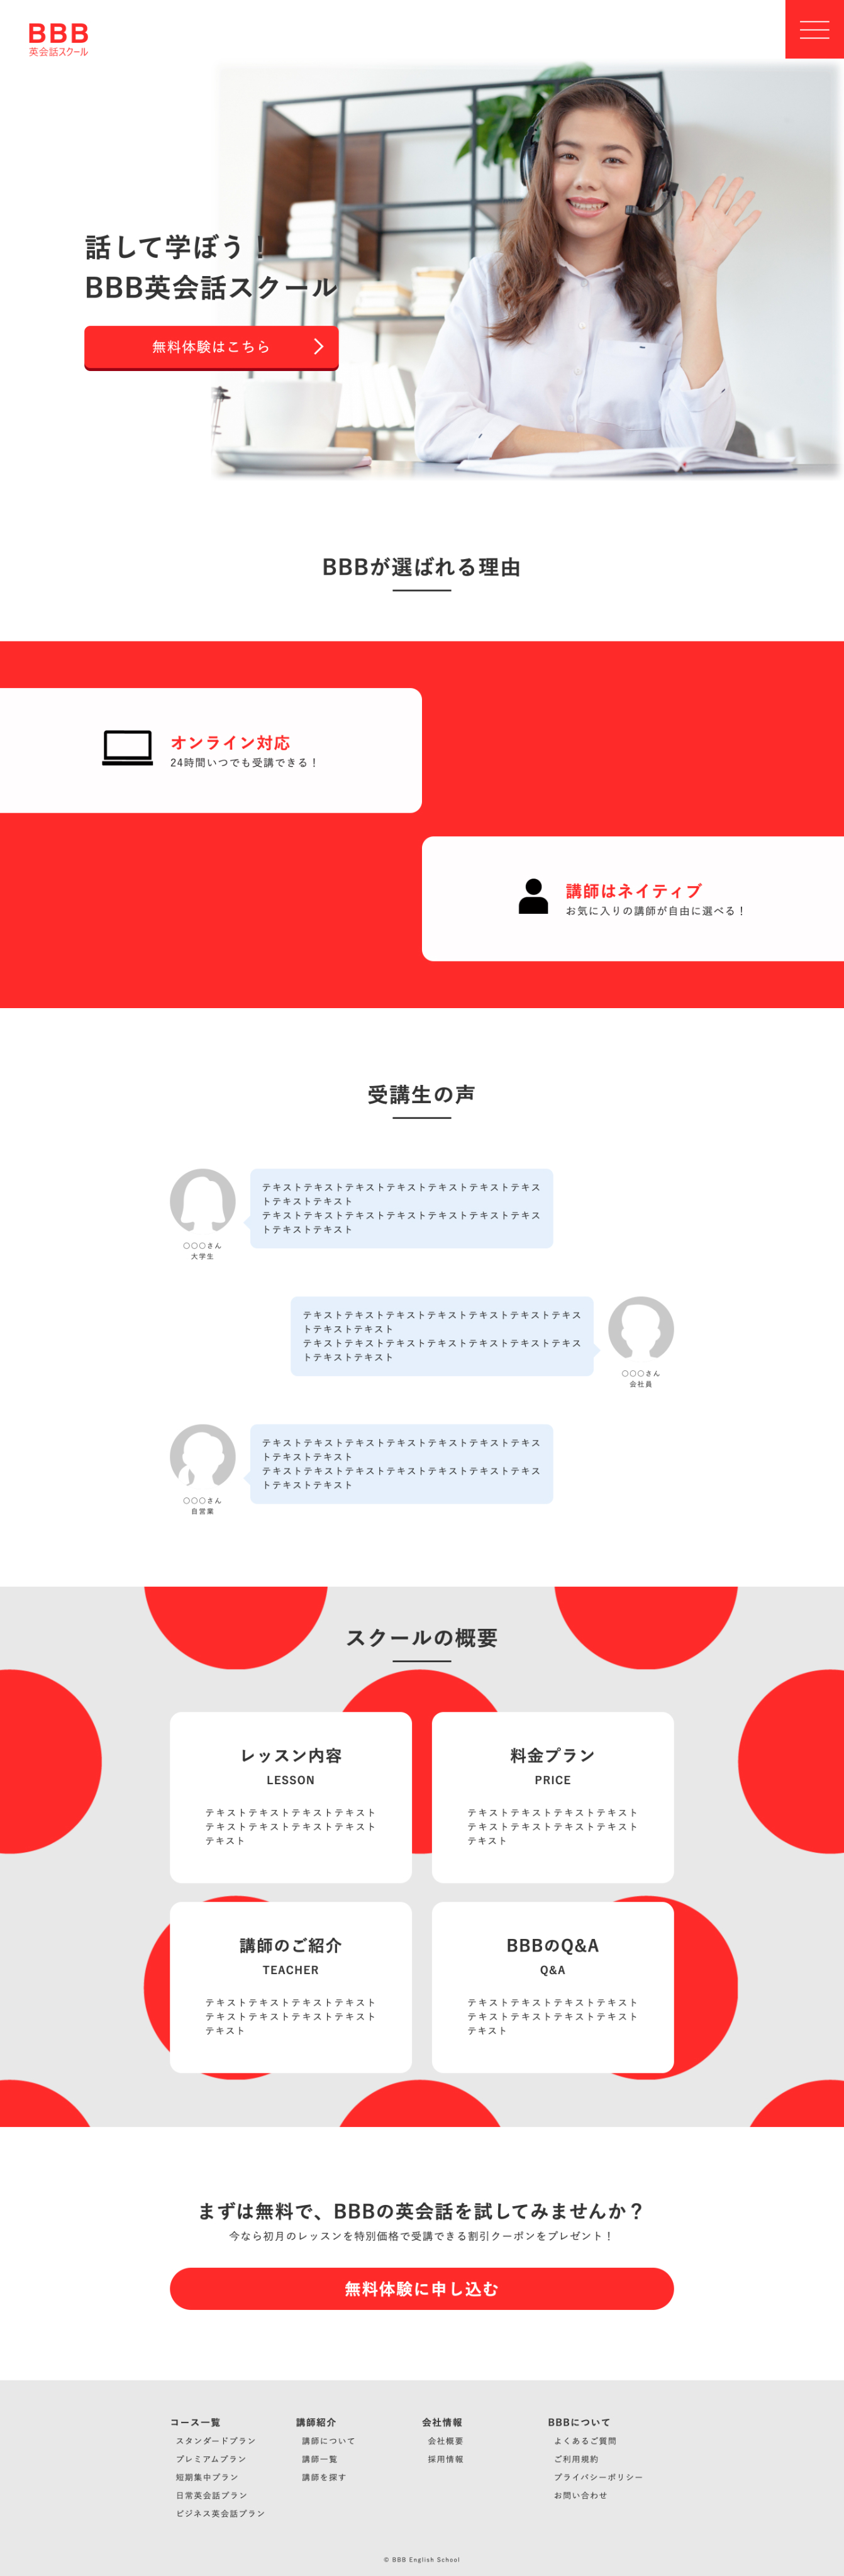 BBB
英会話スクール
話して学ぼう！
BBB英会話スクール
無料体験はこちら
BBBが選ばれる理由
オンライン対応
24時間いつでも受講できる！
講師はネイティブ
お気に入りの講師が自由に選べる！
受講生の声
テキストテキストテキストテキストテキストテキストテキス
トテキストテキスト
テキストテキストテキストテキストテキストテキストテキス
トテキストテキスト
〇〇〇さん
大学生
テキストテキストテキストテキストテキストテキストテキス
トテキストテキスト
テキストテキストテキストテキストテキストテキストテキス
トテキストテキスト
〇〇〇さん
会社員
テキストテキストテキストテキストテキストテキストテキス
トテキストテキスト
テキストテキストテキストテキストテキストテキストテキス
トテキストテキスト
〇〇〇さん
自営業
スクールの概要
レッスン内容
LESSON
テキストテキストテキストテキスト
テキストテキストテキストテキスト
テキスト
料金プラン
PRICE
テキストテキストテキストテキスト
テキストテキストテキストテキスト
テキスト
講師のご紹介
TEACHER
テキストテキストテキストテキスト
テキストテキストテキストテキスト
テキスト
BBBのQ&A
Q&A
テキストテキストテキストテキスト
テキストテキストテキストテキスト
テキスト
まずは無料で、BBBの英会話を試してみませんか？
今なら初月のレッスンを特別価格で受講できる割引クーポンをプレゼント！
無料体験に申し込む
コース一覧
スタンダードプラン
プレミアムプラン
短期集中プラン
日常英会話プラン
ビジネス英会話プラン
講師紹介
講師について
講師一覧
講師を探す
会社情報
会社概要
採用情報
BBBについて
よくあるご質問
ご利用規約
プライバシーポリシー
お問い合わせ
© BBB English School